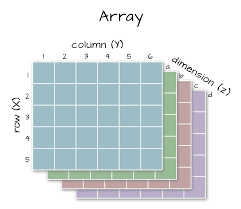 Array
column (Y)
1 2 3 4 5 6
dimension (z)
a b c d
row (X)
1
2
3
4
5